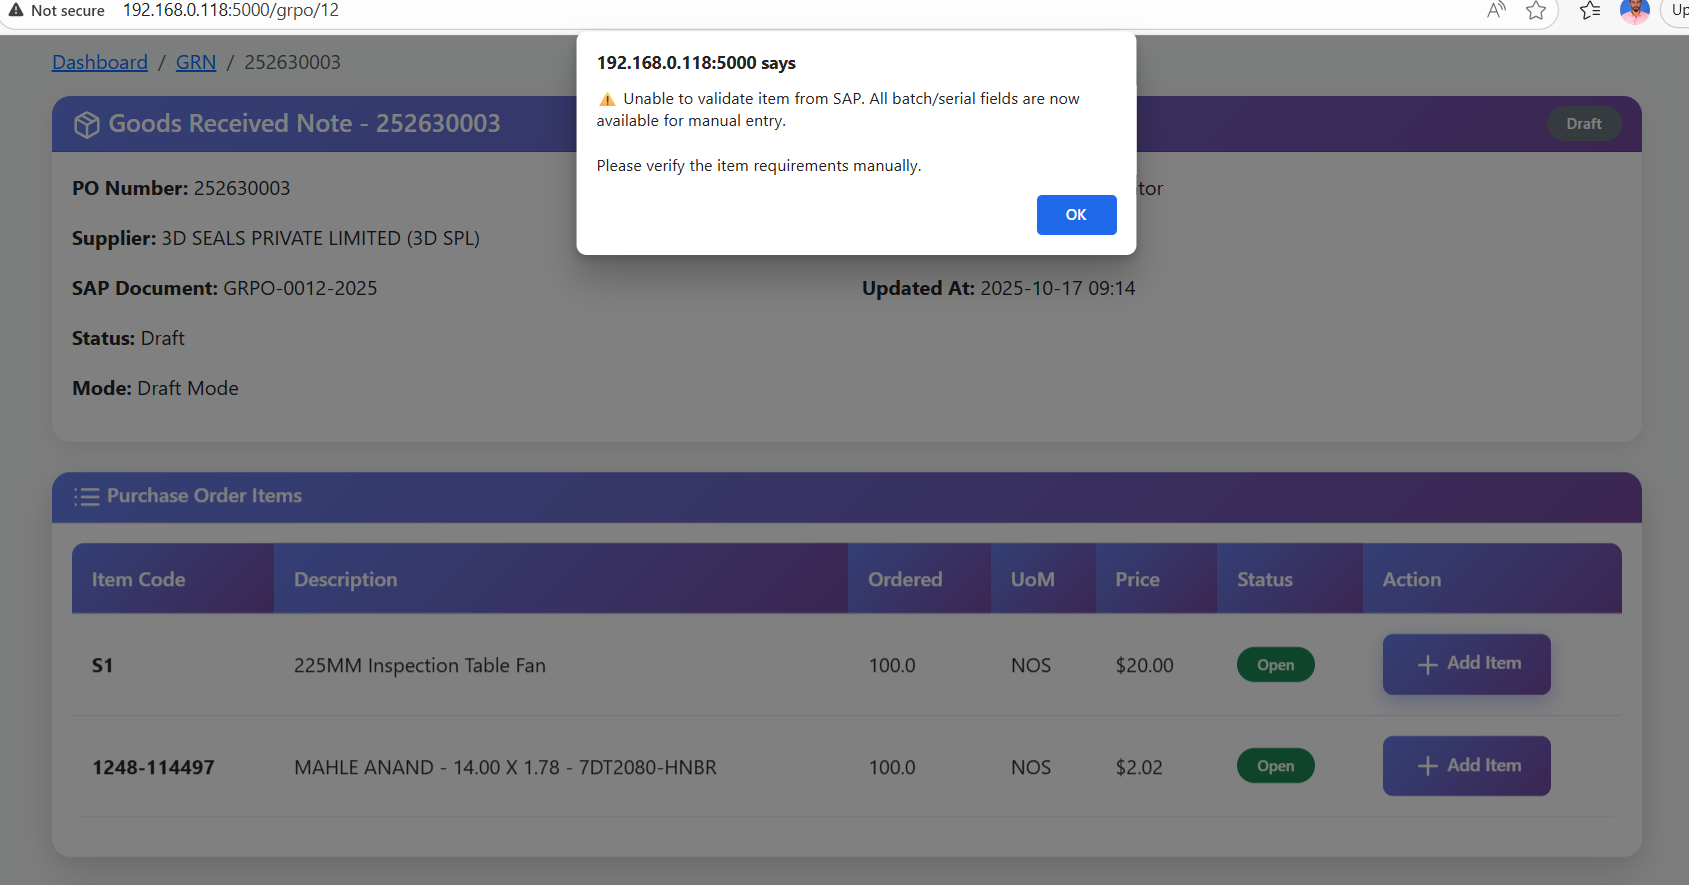 Not secure 192.168.0.118:5000/grpo/12
192.168.0.118:5000 says
⚠️ Unable to validate item from SAP. All batch/serial fields are now
available for manual entry.
Please verify the item requirements manually.
OK
Dashboard / GRN / 252630003
Goods Received Note - 252630003
Draft
PO Number: 252630003
tor
Supplier: 3D SEALS PRIVATE LIMITED (3D SPL)
SAP Document: GRPO-0012-2025
Updated At: 2025-10-17 09:14
Status: Draft
Mode: Draft Mode
Purchase Order Items
Item Code Description Ordered UoM Price Status Action
S1 225MM Inspection Table Fan 100.0 NOS $20.00 Open + Add Item
1248-114497 MAHLE ANAND - 14.00 X 1.78 - 7DT2080-HNBR 100.0 NOS $2.02 Open + Add Item